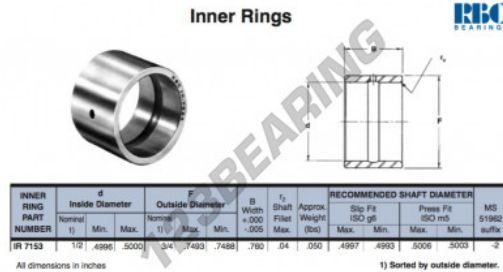 Inner Rings
RBC
BEARINGS
123BEARING
B
r₂
d
F
INNER RING PART NUMBER
d Inside Diameter
Nominal 1) Min. Max.
F Outside Diameter
Nominal 1) Max. Min.
B Width +.000 -.005
r₂ Shaft Fillet Max.
Approx. Weight (lbs)
RECOMMENDED SHAFT DIAMETER
Slip Fit ISO g6
Max. Min.
Press Fit ISO m5
Max. Min.
MS 51962 suffix
IR 7153 1/2 .4996 .5000 3/4 .7493 .7488 .760 .04 .050 .4997 .4993 .5006 .5003 -2
All dimensions in inches
1) Sorted by outside diameter.